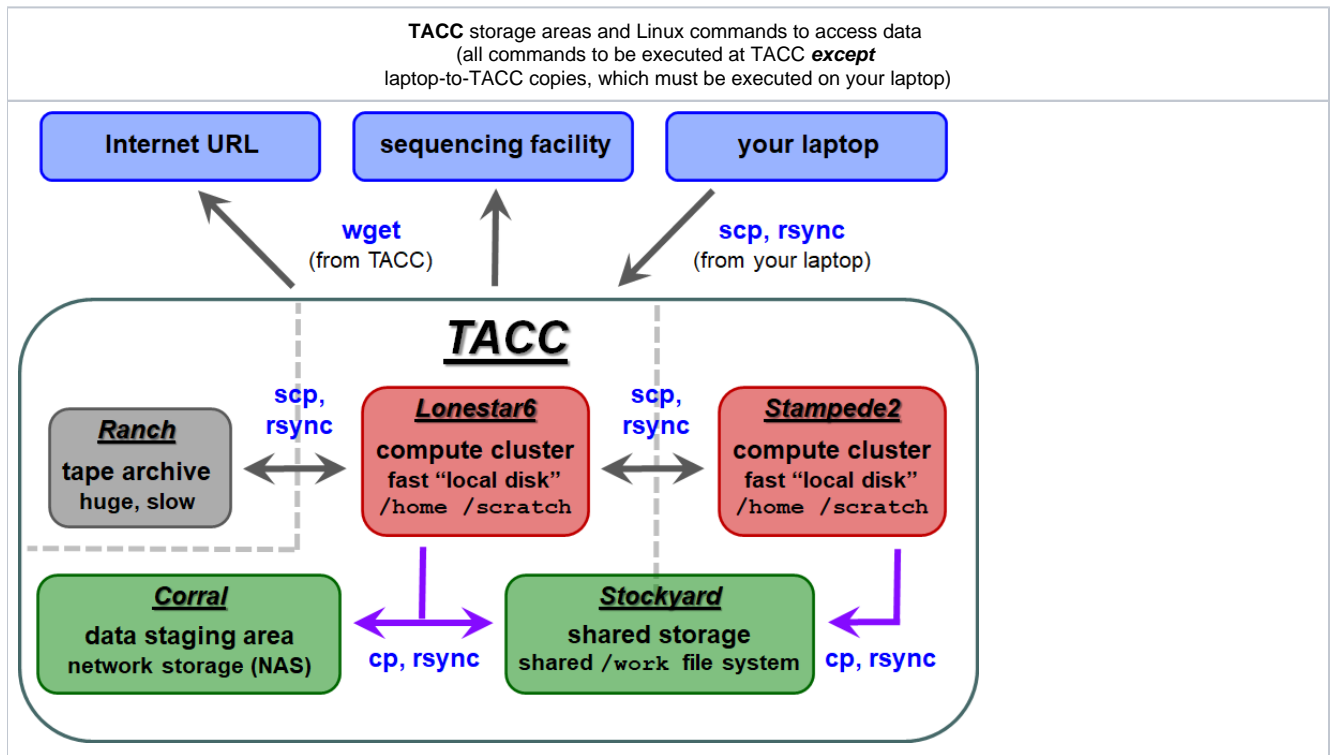 TACC storage areas and Linux commands to access data
(all commands to be executed at TACC except
laptop-to-TACC copies, which must be executed on your laptop)
Internet URL
sequencing facility
your laptop
wget
(from TACC)
scp, rsync
(from your laptop)
TACC
Ranch
tape archive
huge, slow
scp,
rsync
Lonestar6
compute cluster
fast “local disk”
/home /scratch
scp,
rsync
Stampede2
compute cluster
fast “local disk”
/home /scratch
Corral
data staging area
network storage (NAS)
cp, rsync
Stockyard
shared storage
shared /work file system
cp, rsync